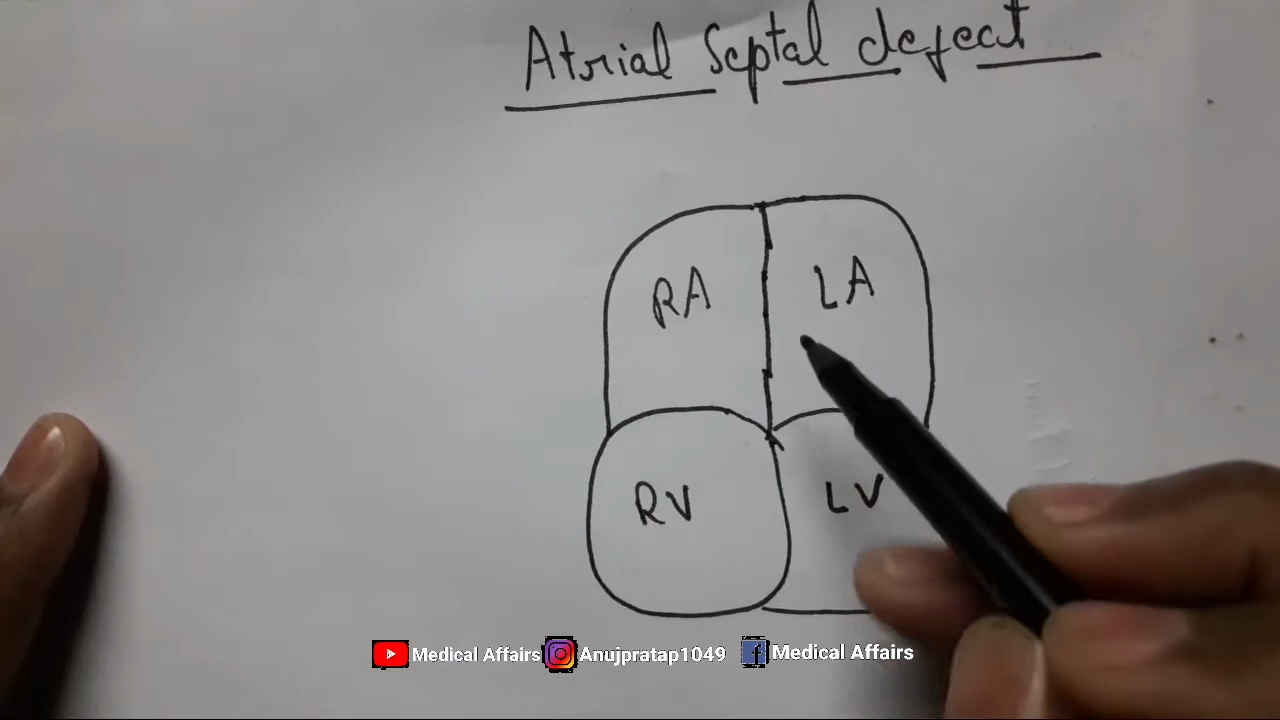 Atrial Septal defect
RA LA
RV LV
Medical Affairs Anujpratap1049 Medical Affairs